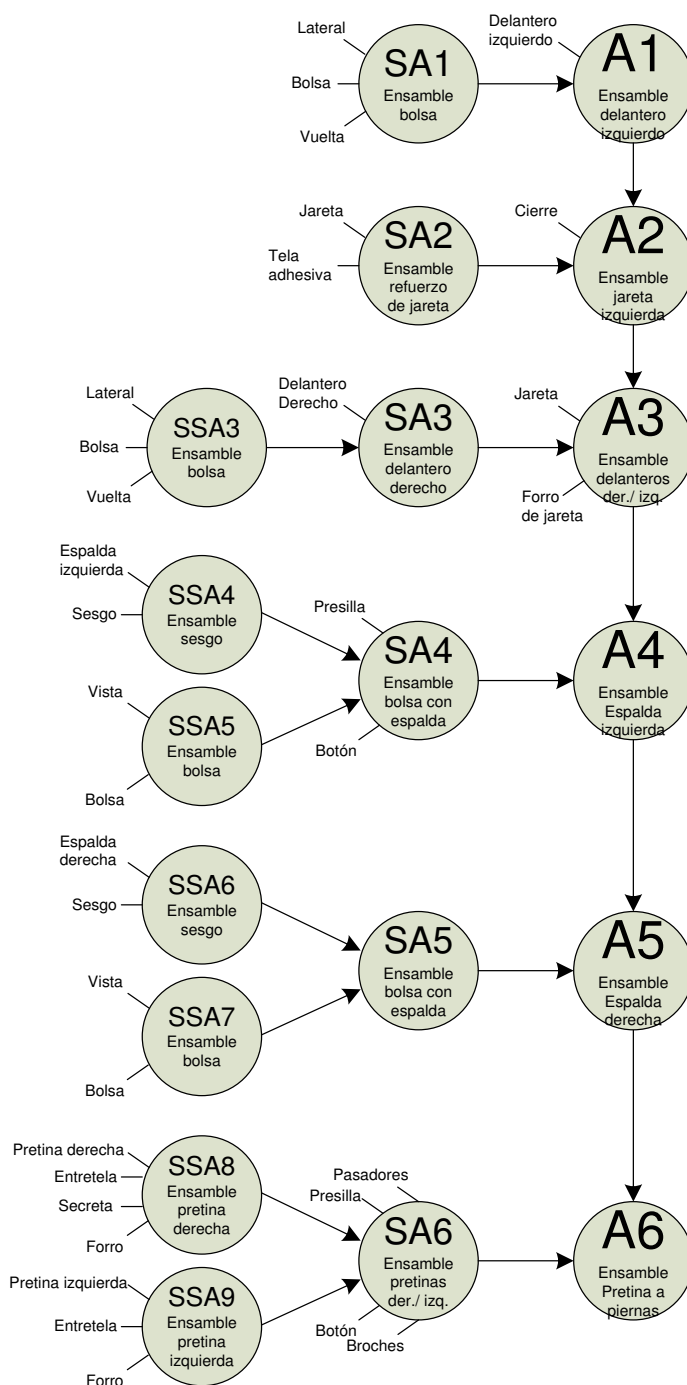 Lateral
Bolsa
Vuelta
SA1
Ensamble
bolsa
Delantero
izquierdo
A1
Ensamble
delantero
izquierdo
Jareta
Tela
adhesiva
SA2
Ensamble
refuerzo
de jareta
Cierre
A2
Ensamble
jareta
izquierda
Lateral
Bolsa
Vuelta
SSA3
Ensamble
bolsa
Delantero
Derecho
SA3
Ensamble
delantero
derecho
Jareta
Forro
de jareta
A3
Ensamble
delanteros
der./ izq.
Espalda
izquierda
Sesgo
SSA4
Ensamble
sesgo
Vista
Bolsa
SSA5
Ensamble
bolsa
Presilla
Botón
SA4
Ensamble
bolsa con
espalda
A4
Ensamble
Espalda
izquierda
Espalda
derecha
Sesgo
SSA6
Ensamble
sesgo
Vista
Bolsa
SSA7
Ensamble
bolsa
SA5
Ensamble
bolsa con
espalda
A5
Ensamble
Espalda
derecha
Pretina derecha
Entretela
Secreta
Forro
SSA8
Ensamble
pretina
derecha
Pretina izquierda
Entretela
Forro
SSA9
Ensamble
pretina
izquierda
Pasadores
Presilla
Botón
Broches
SA6
Ensamble
pretinas
der./ izq.
A6
Ensamble
Pretina a
piernas